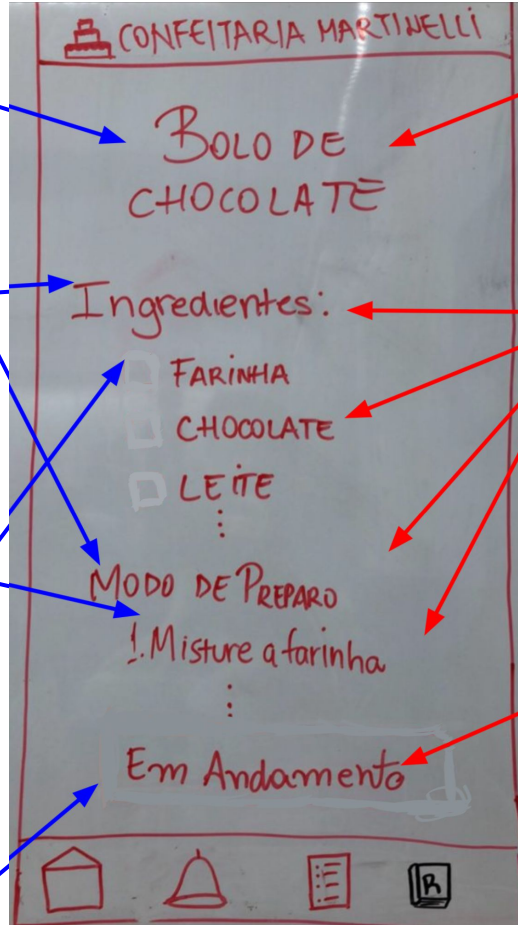 CONFEITARIA MARTINELLI
BOLO DE
CHOCOLATE
Ingredientes:
FARINHA
CHOCOLATE
LEITE
⋮
MODO DE PREPARO
1. Misture a farinha
⋮
Em Andamento
R